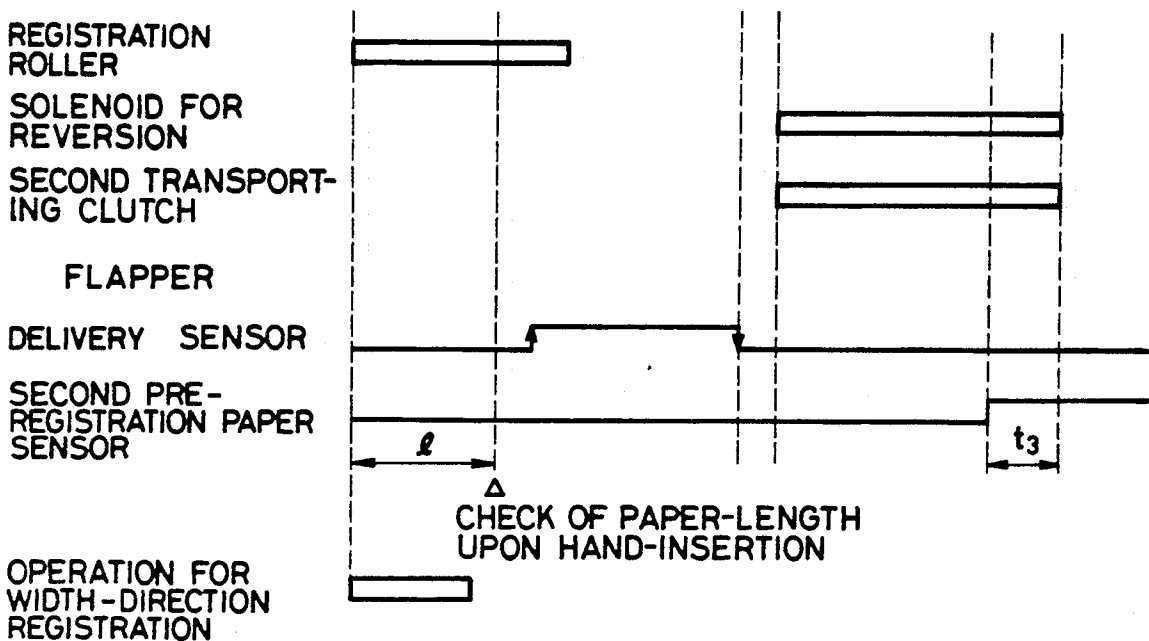 REGISTRATION
ROLLER
SOLENOID FOR
REVERSION
SECOND TRANSPORT-
ING CLUTCH
FLAPPER
DELIVERY SENSOR
SECOND PRE-
REGISTRATION PAPER
SENSOR
ℓ
t3
CHECK OF PAPER-LENGTH
UPON HAND-INSERTION
OPERATION FOR
WIDTH-DIRECTION
REGISTRATION